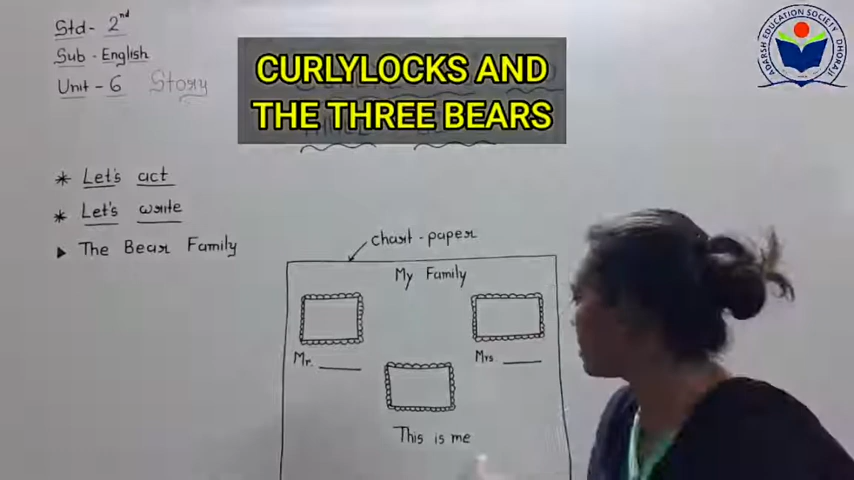 Std- 2nd
Sub - English
Unit - 6 Story
CURLYLOCKS AND
THE THREE BEARS
ADARSH EDUCATION SOCIETY DHORAJI
* Let's act
* Let's write
▶ The Bear Family
chart - paper
My Family
Mr. ____ Mrs ____
This is me